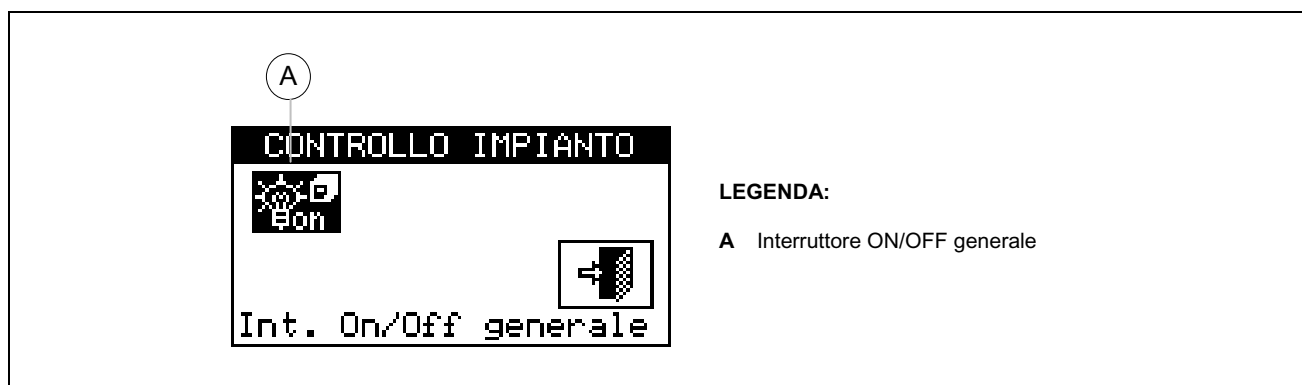 A
CONTROLLO IMPIANTO
on
Int. On/Off generale
LEGENDA:
A Interruttore ON/OFF generale